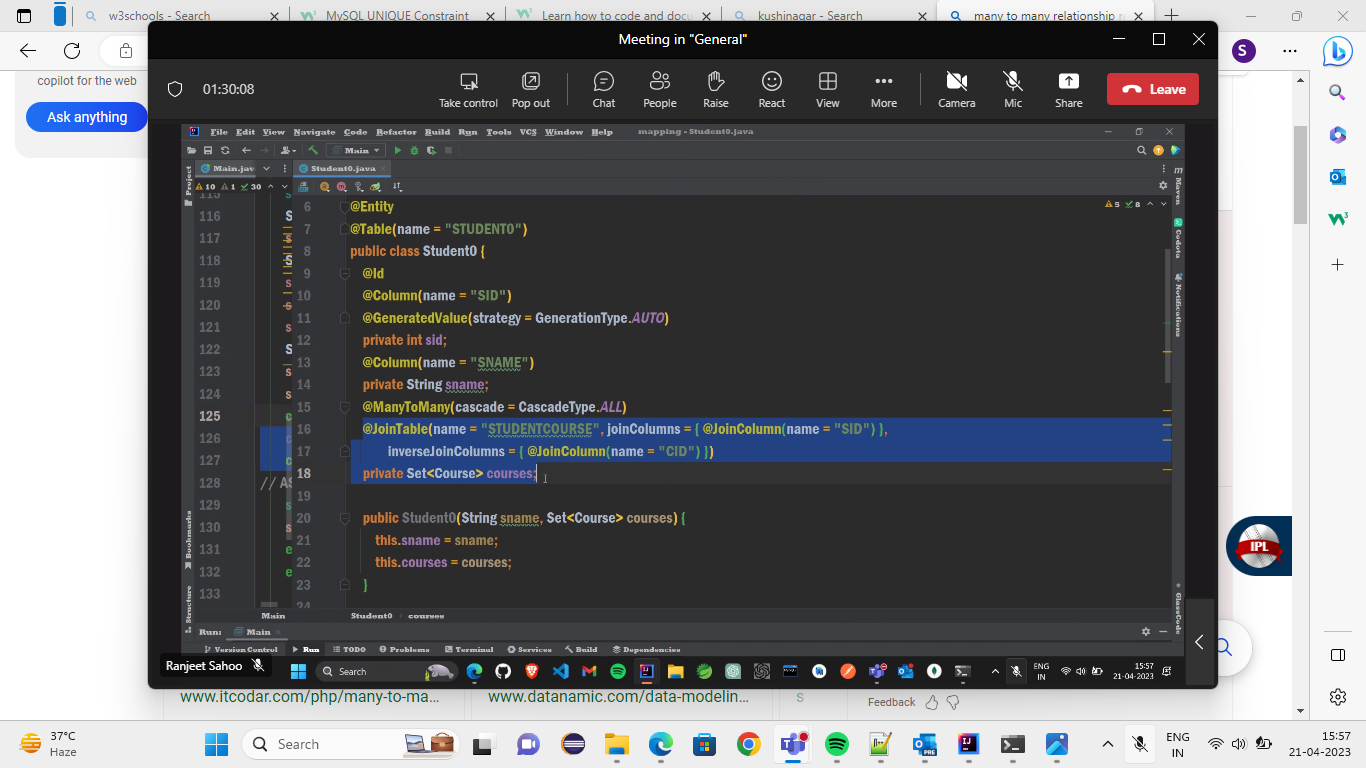 w3schools - Search
MySQL UNIQUE Constraint
Learn how to code and docu
kushinagar - Search
many to many relationship r
copilot for the web
Ask anything
S
Meeting in "General"
01:30:08
Take control
Pop out
Chat
People
Raise
React
View
More
Camera
Mic
Share
Leave
File Edit View Navigate Code Refactor Build Run Tools VCS Window Help
mapping - Student0.java
Main
Main.jav
Student0.java
Project
10 1 30
9 8
Maven
Codota
Notifications
GlassCode
Bookmarks
Structure
115
116 S
117 s
118 S
119 s
120 s
121 s
122 S
123 s
124 s
125 c
126 c
127 c
128 // AS
129 s
130 s
131 e
132 e
133
6 @Entity
7 @Table(name = "STUDENT0")
8 public class Student0 {
9 @Id
10 @Column(name = "SID")
11 @GeneratedValue(strategy = GenerationType.AUTO)
12 private int sid;
13 @Column(name = "SNAME")
14 private String sname;
15 @ManyToMany(cascade = CascadeType.ALL)
16 @JoinTable(name = "STUDENTCOURSE", joinColumns = { @JoinColumn(name = "SID") },
17 inverseJoinColumns = { @JoinColumn(name = "CID") })
18 private Set<Course> courses;
19
20 public Student0(String sname, Set<Course> courses) {
21 this.sname = sname;
22 this.courses = courses;
23 }
24
Main
Student0 › courses
Run: Main
Version Control Run TODO Problems Terminal Services Build Dependencies
Ranjeet Sahoo
Search
ENG
IN
15:57
21-04-2023
IPL
www.itcodar.com/php/many-to-ma...
www.datanamic.com/data-modelin...
S
Feedback
37°C
Haze
Search
ENG
IN
15:57
21-04-2023